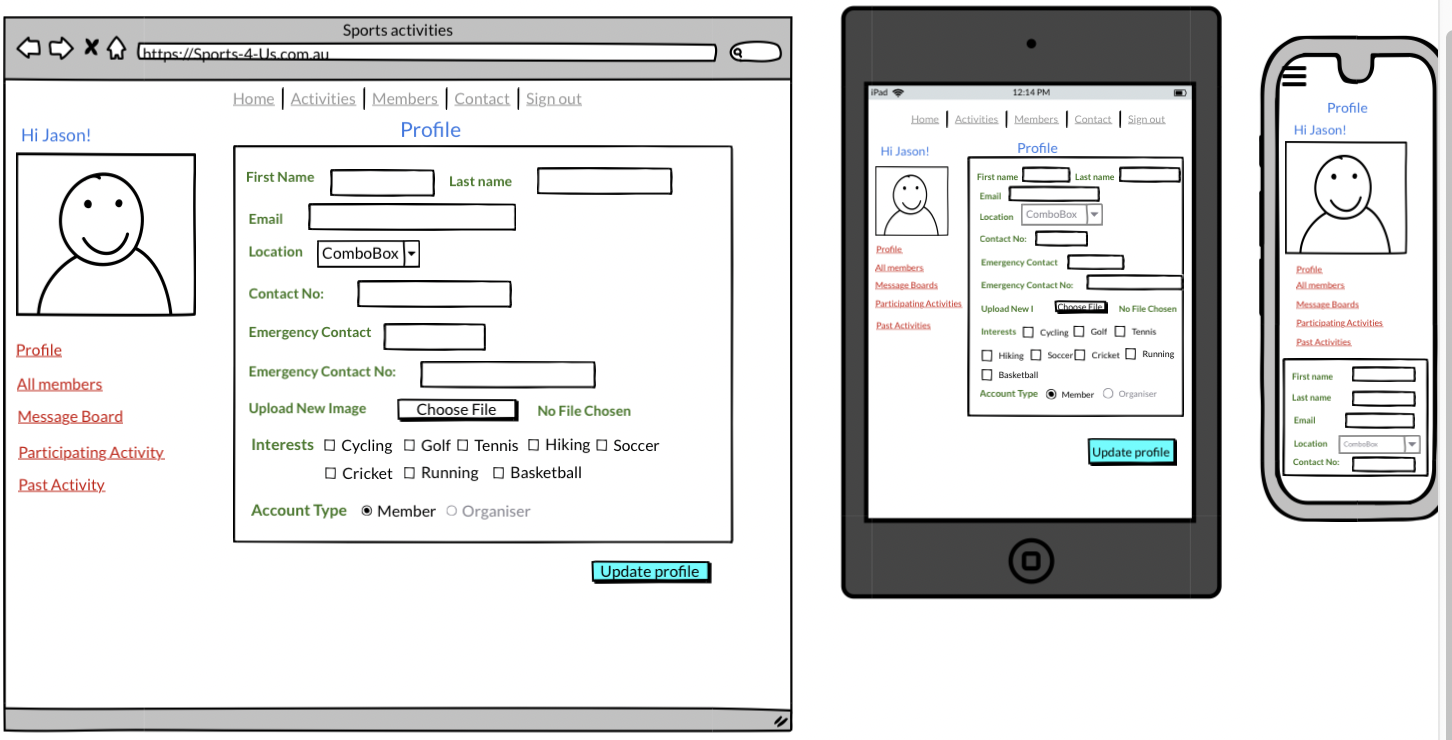 Sports activities
https://Sports-4-Us.com.au
Home Activities Members Contact Sign out
Hi Jason!
Profile
First Name Last name
Email
Location ComboBox
Contact No:
Emergency Contact
Emergency Contact No:
Upload New Image Choose File No File Chosen
Interests Cycling Golf Tennis Hiking Soccer
Cricket Running Basketball
Account Type Member Organiser
Update profile
Profile
All members
Message Board
Participating Activity
Past Activity
iPad 12:14 PM
Home Activities Members Contact Sign out
Hi Jason!
Profile
First name Last name
Email
Location ComboBox
Contact No:
Emergency Contact
Emergency Contact No:
Upload New I Choose File No File Chosen
Interests Cycling Golf Tennis
Hiking Soccer Cricket Running
Basketball
Account Type Member Organiser
Update profile
Profile
All members
Message Boards
Participating Activities
Past Activities
Profile
Hi Jason!
Profile
All members
Message Boards
Participating Activities
Past Activities
First name
Last name
Email
Location ComboBox
Contact No: